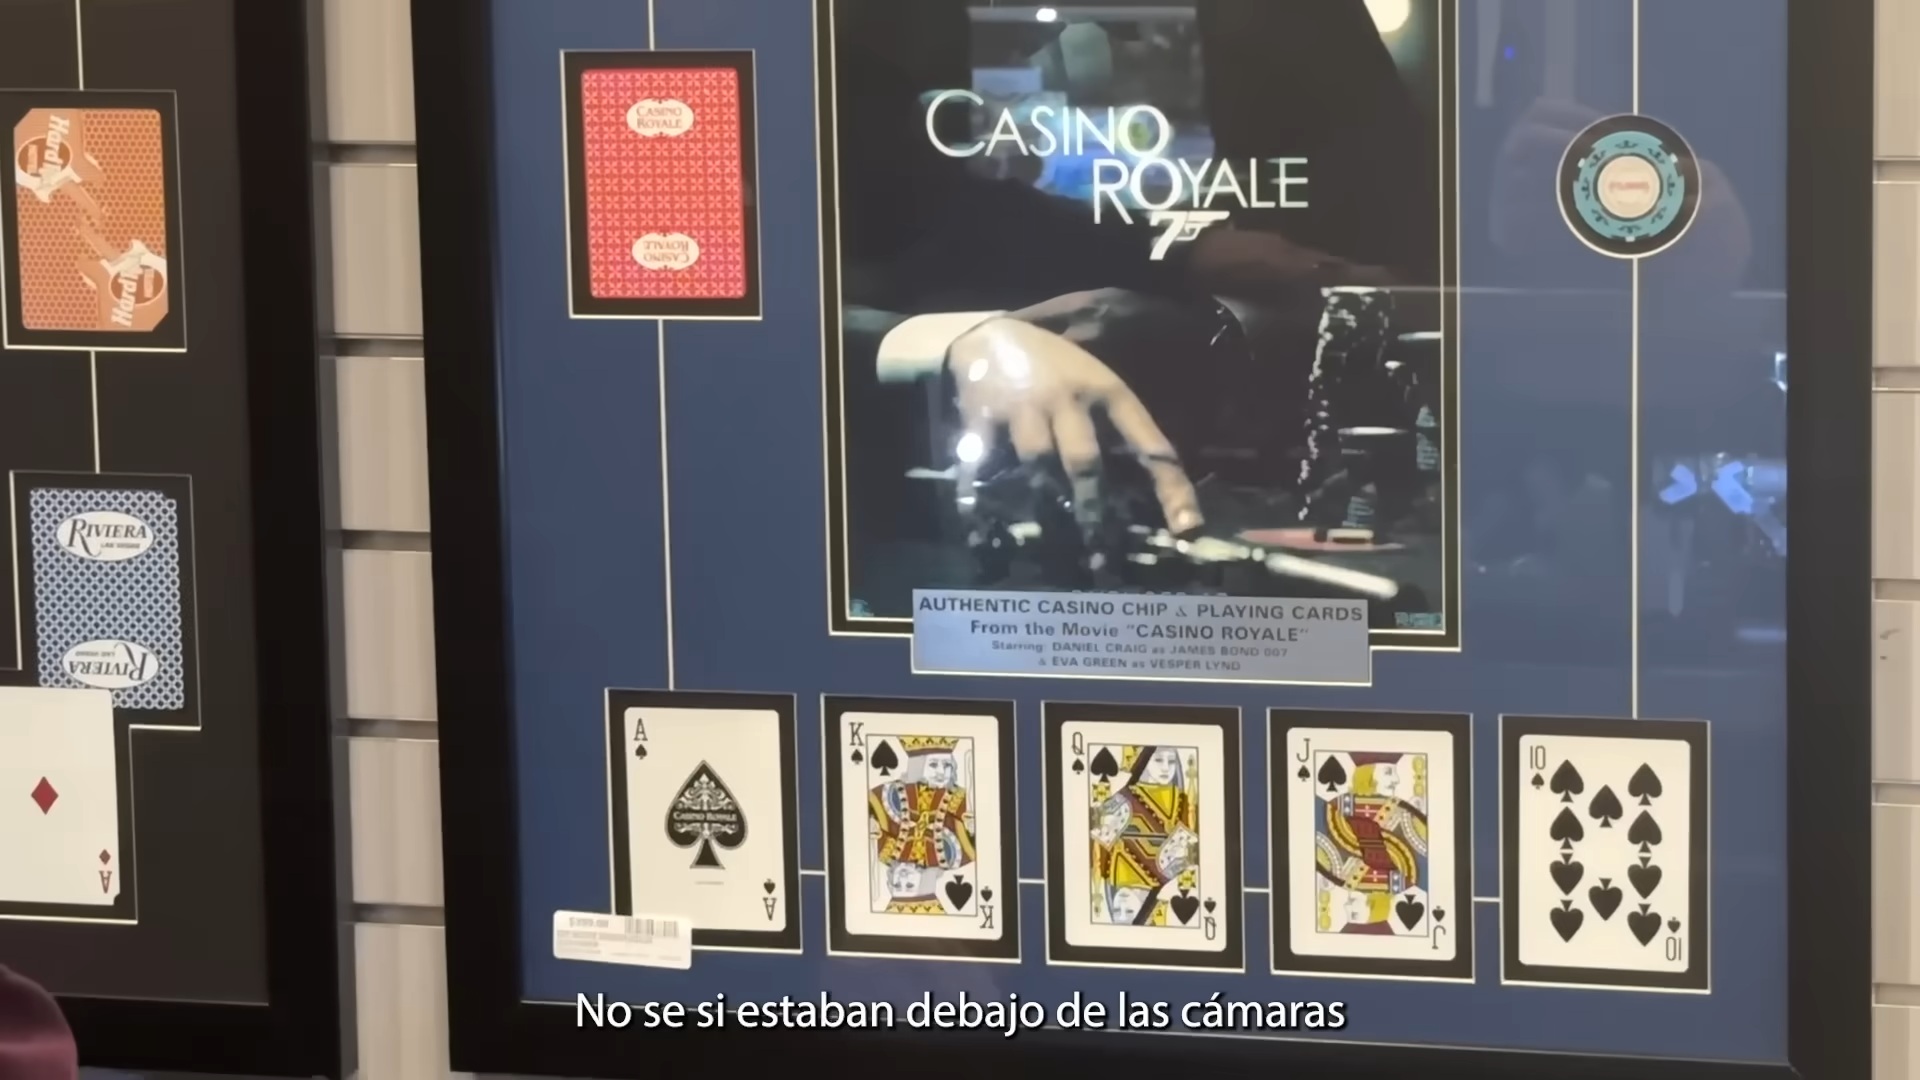 Hard
Hard
RIVIERA
LAS VEGAS
RIVIERA
LAS VEGAS
A
CASINO
ROYALE
CASINO
ROYALE
CASINO
ROYALE
007
AUTHENTIC CASINO CHIP & PLAYING CARDS
From the Movie "CASINO ROYALE"
Starring: DANIEL CRAIG as JAMES BOND 007
& EVA GREEN as VESPER LYND
A
CASINO ROYALE
A
K
K
Q
Q
J
J
10
10
No se si estaban debajo de las cámaras